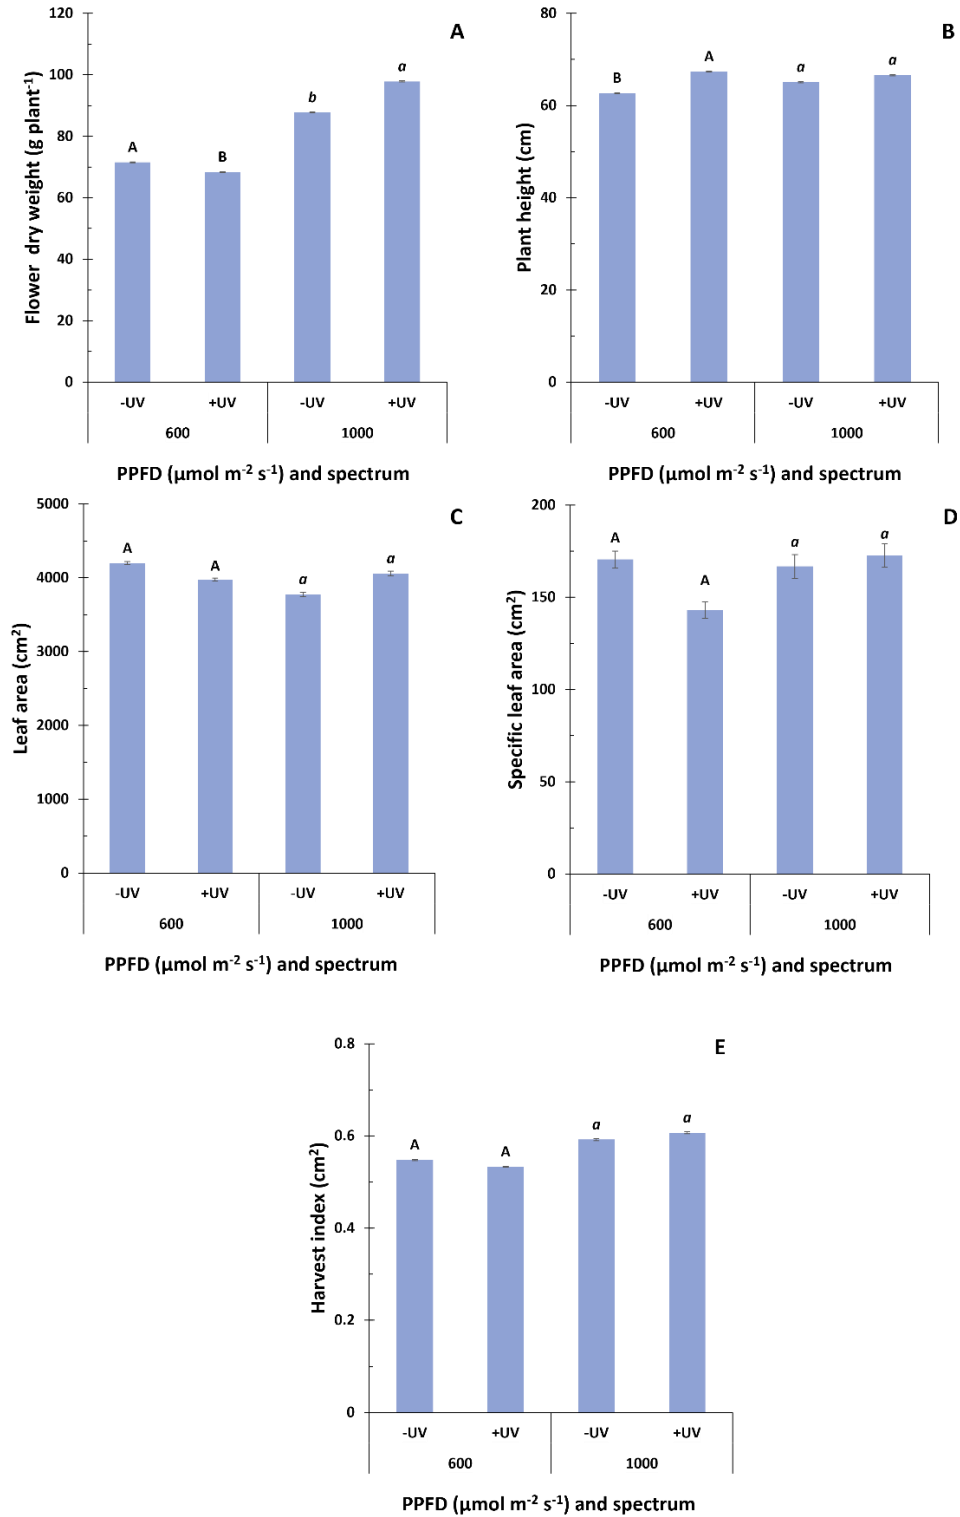 A
Flower dry weight (g plant⁻¹)
120
100
80
60
40
20
0
A
B
b
a
-UV +UV -UV +UV
600 1000
PPFD (µmol m⁻² s⁻¹) and spectrum
B
Plant height (cm)
80
60
40
20
0
B
A
a
a
-UV +UV -UV +UV
600 1000
PPFD (µmol m⁻² s⁻¹) and spectrum
C
Leaf area (cm²)
5000
4000
3000
2000
1000
0
A
A
a
a
-UV +UV -UV +UV
600 1000
PPFD (µmol m⁻² s⁻¹) and spectrum
D
Specific leaf area (cm²)
200
150
100
50
0
A
A
a
a
-UV +UV -UV +UV
600 1000
PPFD (µmol m⁻² s⁻¹) and spectrum
E
Harvest index (cm²)
0.8
0.6
0.4
0.2
0
A
A
a
a
-UV +UV -UV +UV
600 1000
PPFD (µmol m⁻² s⁻¹) and spectrum